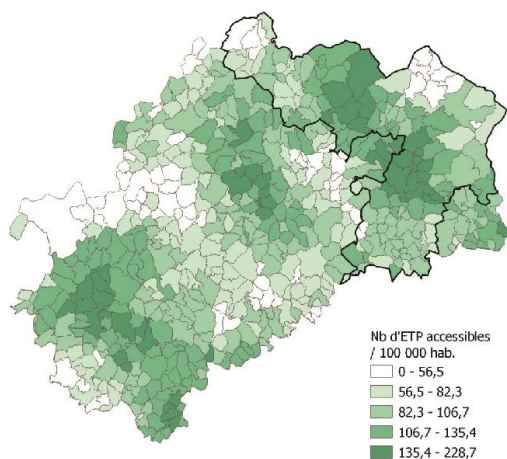 Nb d'ETP accessibles
/ 100 000 hab.
0 - 56,5
56,5 - 82,3
82,3 - 106,7
106,7 - 135,4
135,4 - 228,7